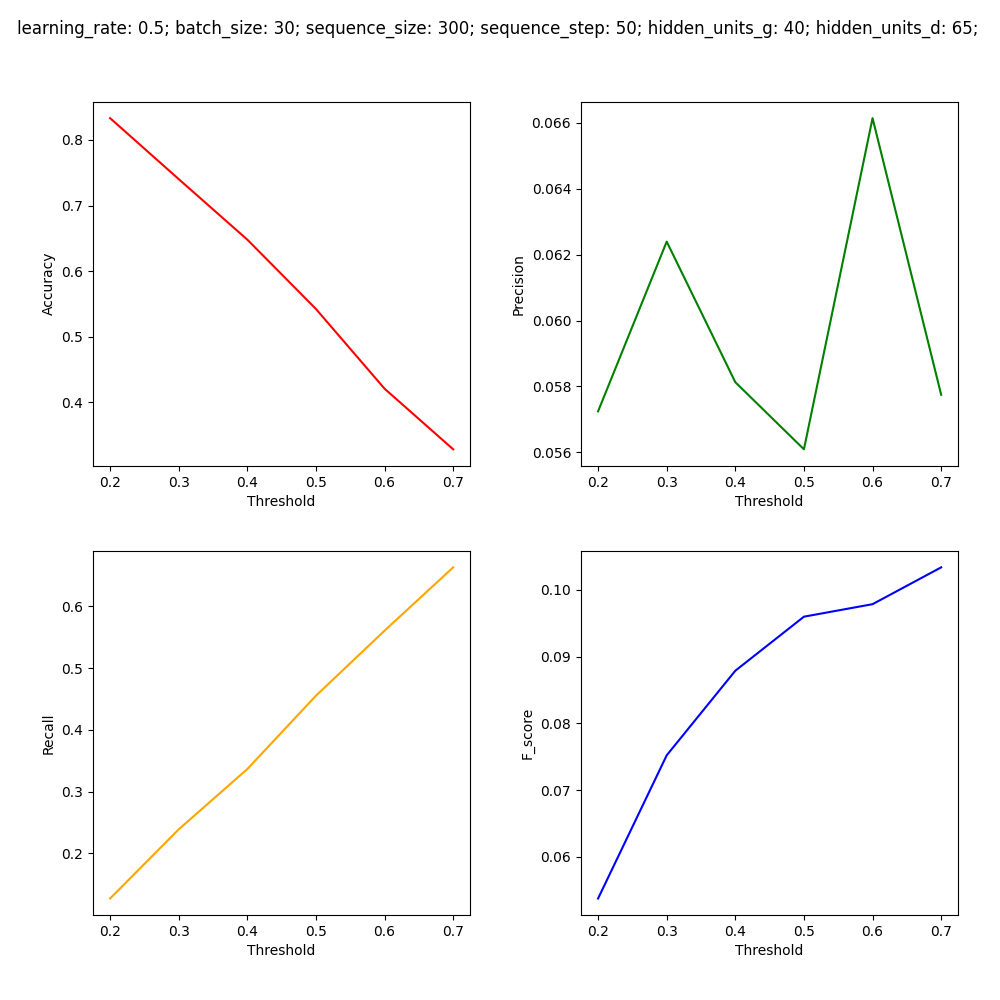 learning_rate: 0.5; batch_size: 30; sequence_size: 300; sequence_step: 50; hidden_units_g: 40; hidden_units_d: 65;
0.8
0.7
0.6
0.5
0.4
Accuracy
0.2 0.3 0.4 0.5 0.6 0.7
Threshold
0.066
0.064
0.062
0.060
0.058
0.056
Precision
0.2 0.3 0.4 0.5 0.6 0.7
Threshold
0.6
0.5
0.4
0.3
0.2
Recall
0.2 0.3 0.4 0.5 0.6 0.7
Threshold
0.10
0.09
0.08
0.07
0.06
F_score
0.2 0.3 0.4 0.5 0.6 0.7
Threshold